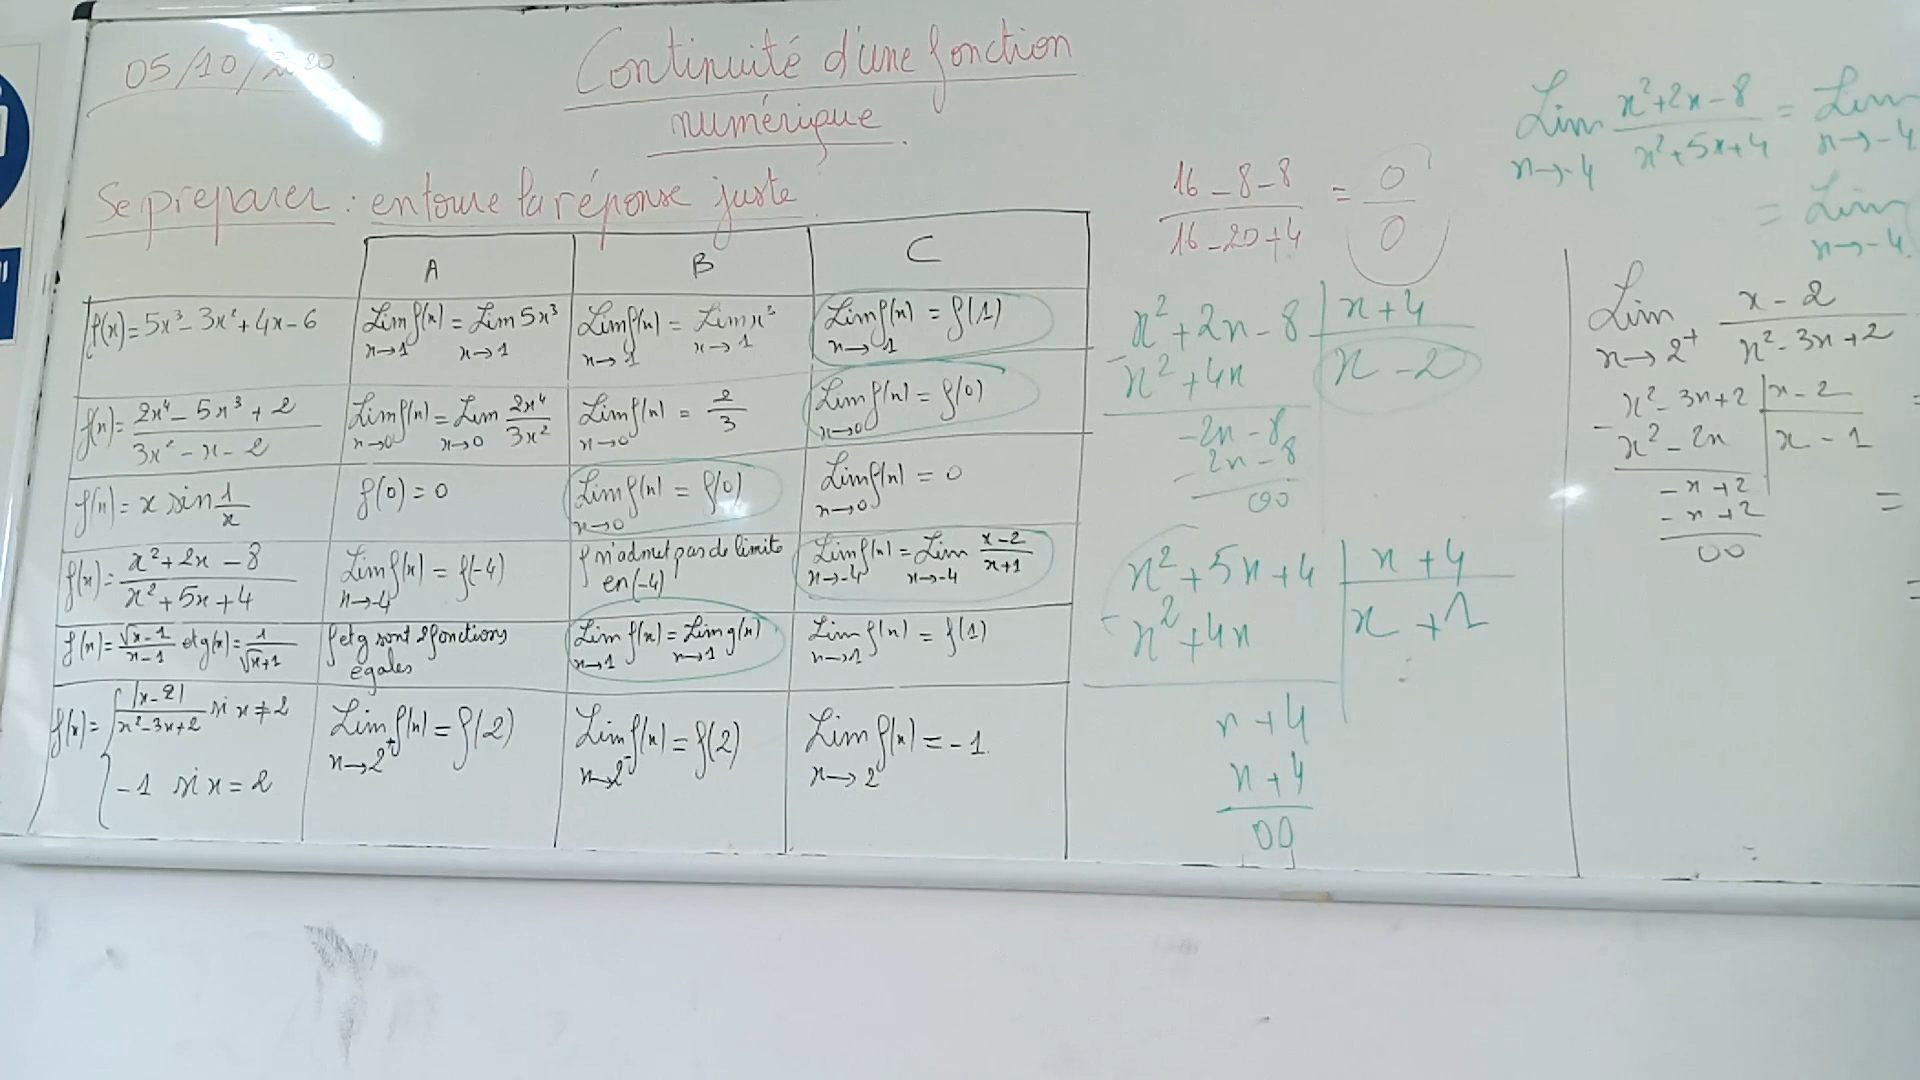 05/10/2020
Continuité d'une fonction
numérique.
Se préparer : entoure la réponse juste :
A B C
f(x) = 5x³ - 3x² + 4x - 6 | Lim f(x) = Lim 5x³ x→1 x→1 | Lim f(x) = Lim x³ x→1 x→1 | Lim f(x) = f(1) x→1
f(x) = (2x⁴ - 5x³ + 2)/(3x² - x - 2) | Lim f(x) = Lim 2x⁴/3x² x→0 x→0 | Lim f(x) = 2/3 x→0 | Lim f(x) = f(0) x→0
f(x) = x sin 1/x | f(0) = 0 | Lim f(x) = f(0) x→0 | Lim f(x) = 0 x→0
f(x) = (x² + 2x - 8)/(x² + 5x + 4) | Lim f(x) = f(-4) x→-4 | f n'admet pas de limite en (-4) | Lim f(x) = Lim (x-2)/(x+1) x→-4 x→-4
f(x) = (√x-1)/(x-1) et g(x) = 1/(√x+1) | f et g sont 2 fonctions égales | Lim f(x) = Lim g(x) x→1 x→1 | Lim f(x) = f(1) x→1
f(x) = { |x-2|/(x²-3x+2) si x ≠ 2 | Lim f(x) = f(2) x→2⁺ | Lim f(x) = f(2) x→2⁻ | Lim f(x) = -1 x→2
-1 si x = 2
(16 - 8 - 8)/(16 - 20 + 4) = 0/0
x² + 2x - 8 | x + 4
- x² + 4x | x - 2
-2x - 8
- 2x - 8
00
x² + 5x + 4 | x + 4
- x² + 4x | x + 1
x + 4
x + 4
00
Lim (x² + 2x - 8)/(x² + 5x + 4) = Lim
x→-4 x→-4
= Lim
x→-4
Lim (x - 2)/(x² - 3x + 2)
x→2⁺
x² - 3x + 2 | x - 2
- x² - 2x | x - 1
- x + 2
- x + 2
00
=
=
=